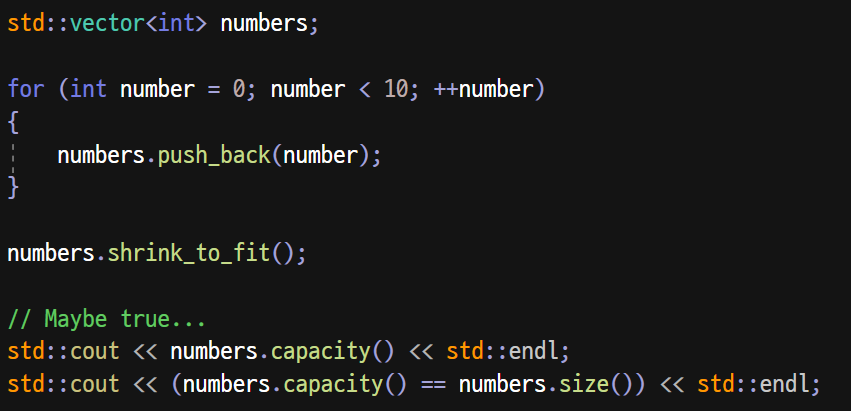 std::vector<int> numbers;

for (int number = 0; number < 10; ++number)
{
    numbers.push_back(number);
}

numbers.shrink_to_fit();

// Maybe true...
std::cout << numbers.capacity() << std::endl;
std::cout << (numbers.capacity() == numbers.size()) << std::endl;